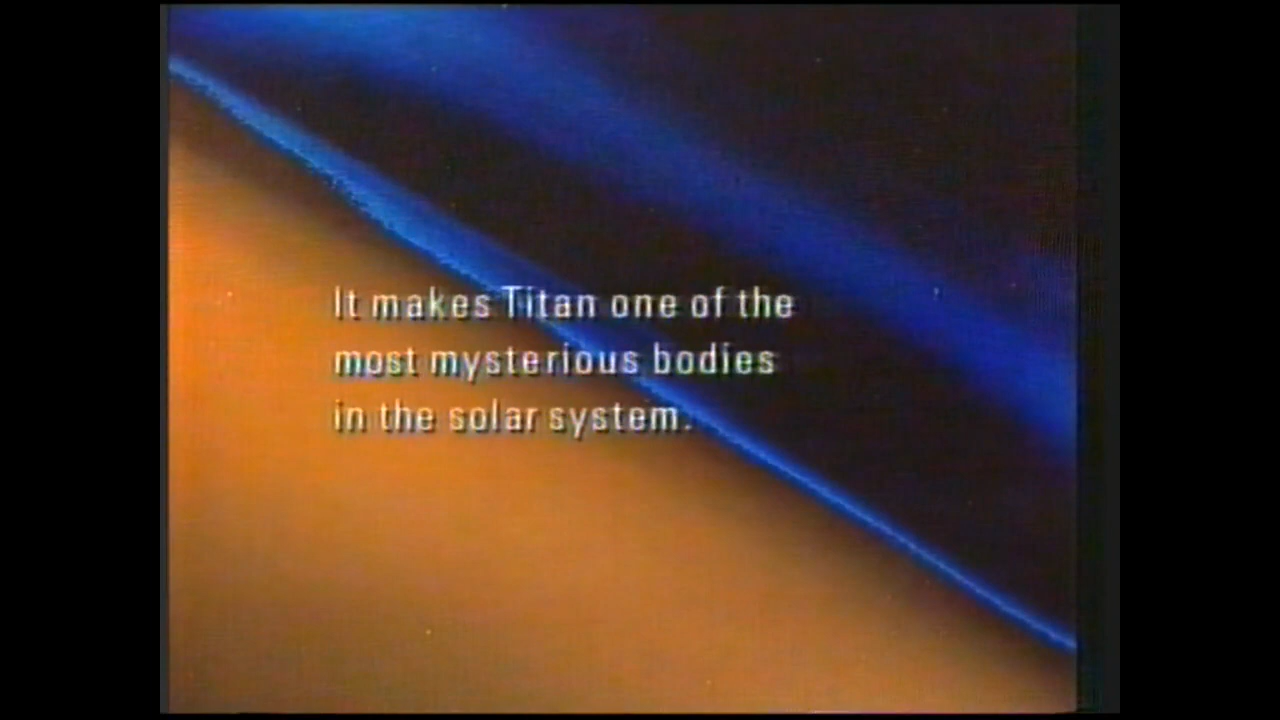 It makes Titan one of the
most mysterious bodies
in the solar system.